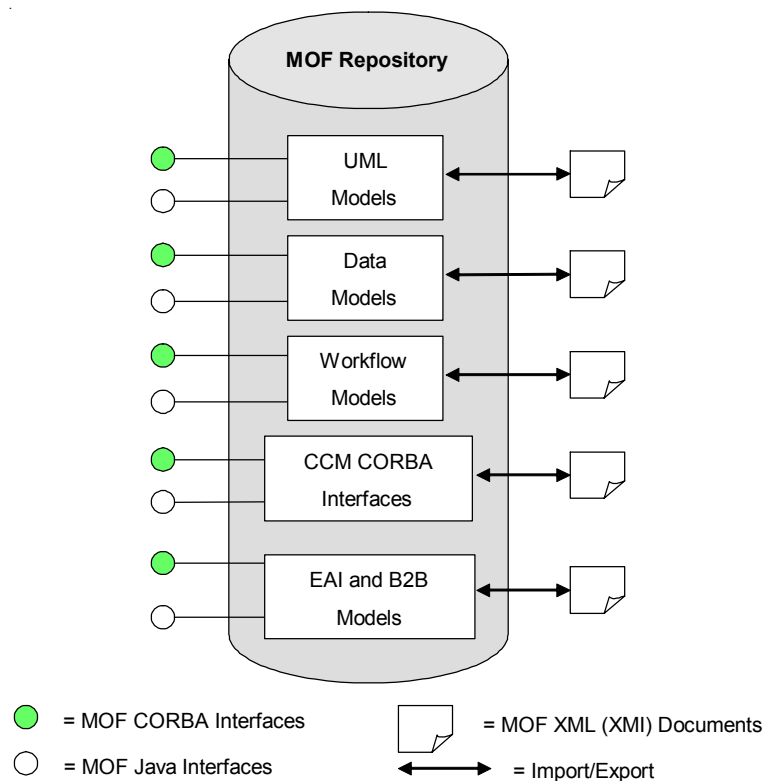 MOF Repository
UML
Models
Data
Models
Workflow
Models
CCM CORBA
Interfaces
EAI and B2B
Models
= MOF CORBA Interfaces
= MOF XML (XMI) Documents
= MOF Java Interfaces
= Import/Export